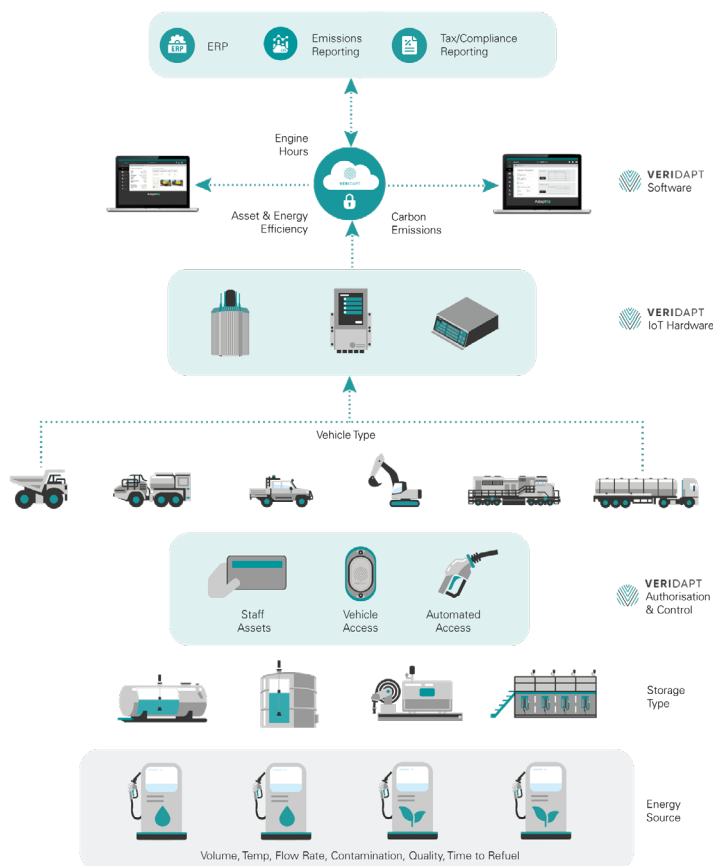 ERP
ERP
Emissions
Reporting
Tax/Compliance
Reporting
Engine
Hours
VERIDAPT
Asset & Energy
Efficiency
Carbon
Emissions
VERIDAPT
Software
VERIDAPT
IoT Hardware
Vehicle Type
Staff
Assets
Vehicle
Access
Automated
Access
VERIDAPT
Authorisation
& Control
Storage
Type
Energy
Source
Volume, Temp, Flow Rate, Contamination, Quality, Time to Refuel